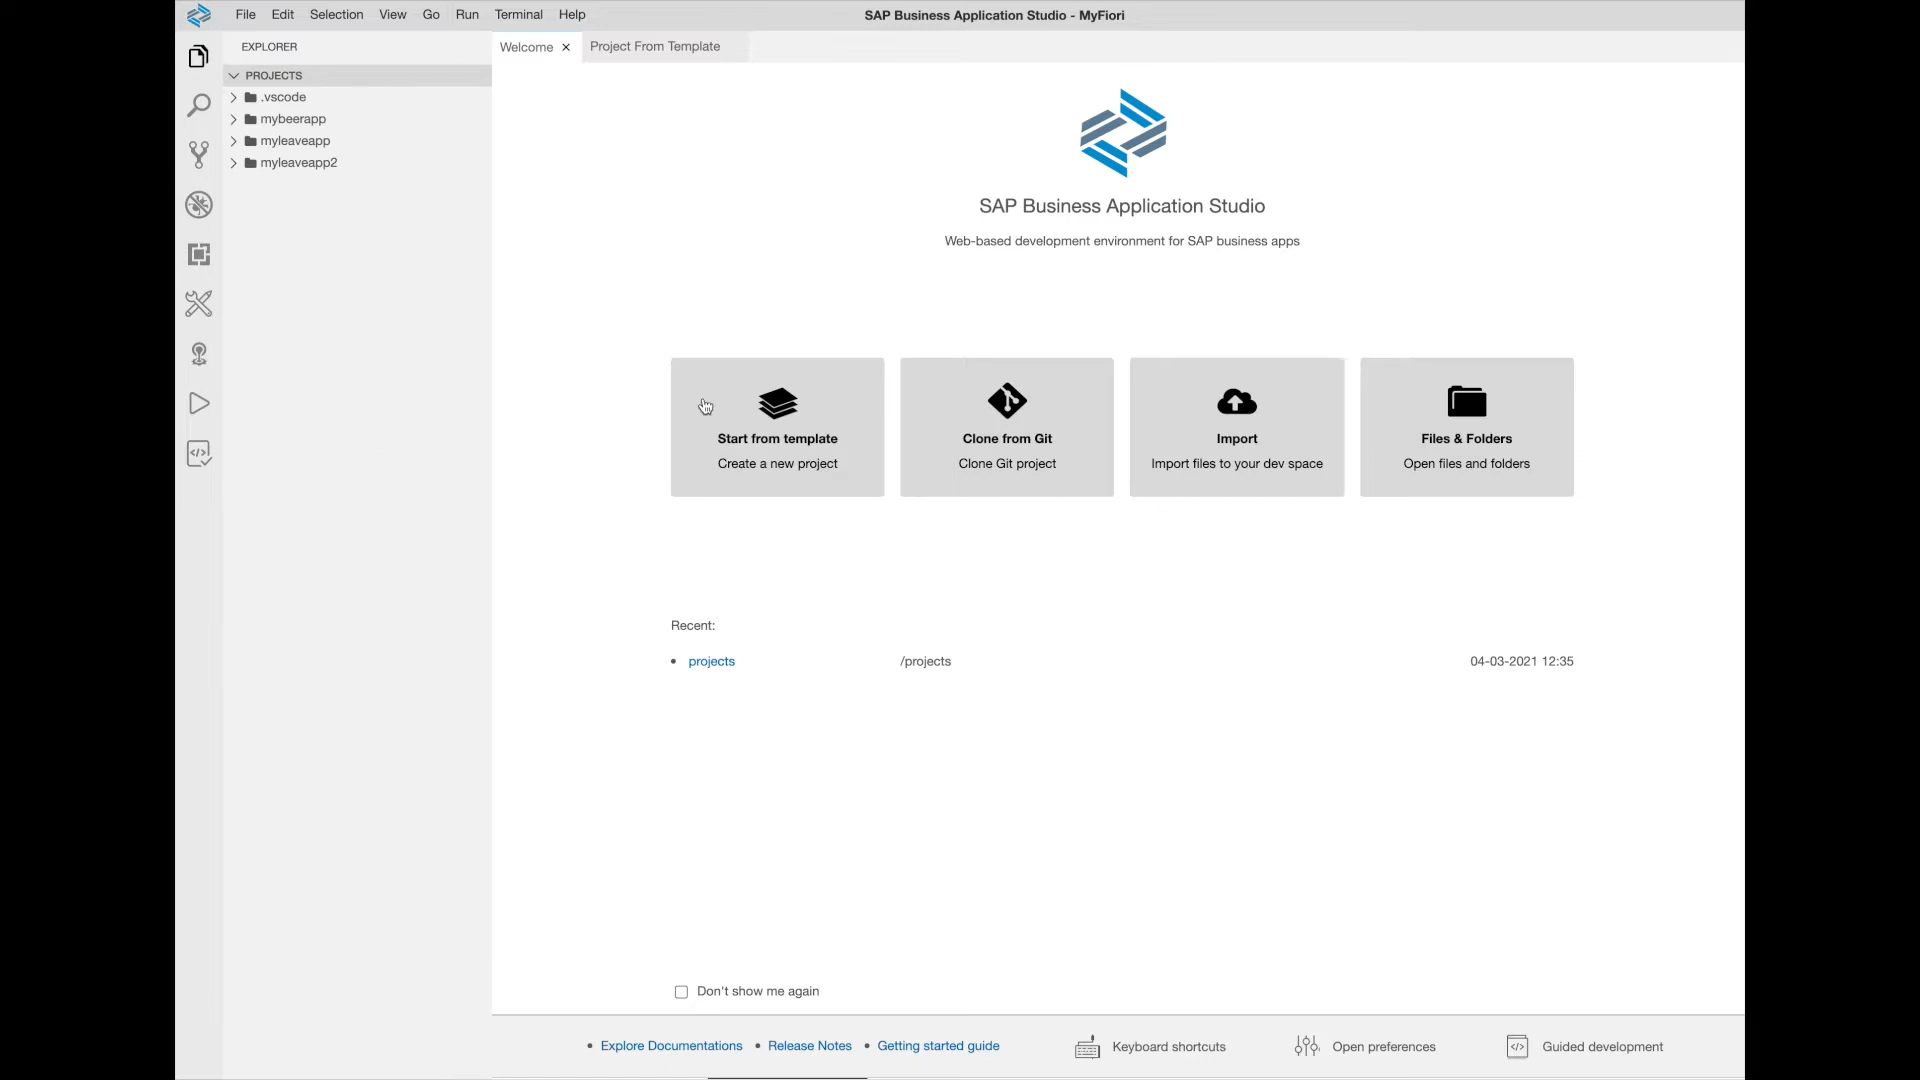 File Edit Selection View Go Run Terminal Help
SAP Business Application Studio - MyFiori
EXPLORER
PROJECTS
.vscode
mybeerapp
myleaveapp
myleaveapp2
Welcome
Project From Template
SAP Business Application Studio
Web-based development environment for SAP business apps
Start from template
Create a new project
Clone from Git
Clone Git project
Import
Import files to your dev space
Files & Folders
Open files and folders
Recent:
projects /projects 04-03-2021 12:35
Don't show me again
Explore Documentations
Release Notes
Getting started guide
Keyboard shortcuts
Open preferences
Guided development